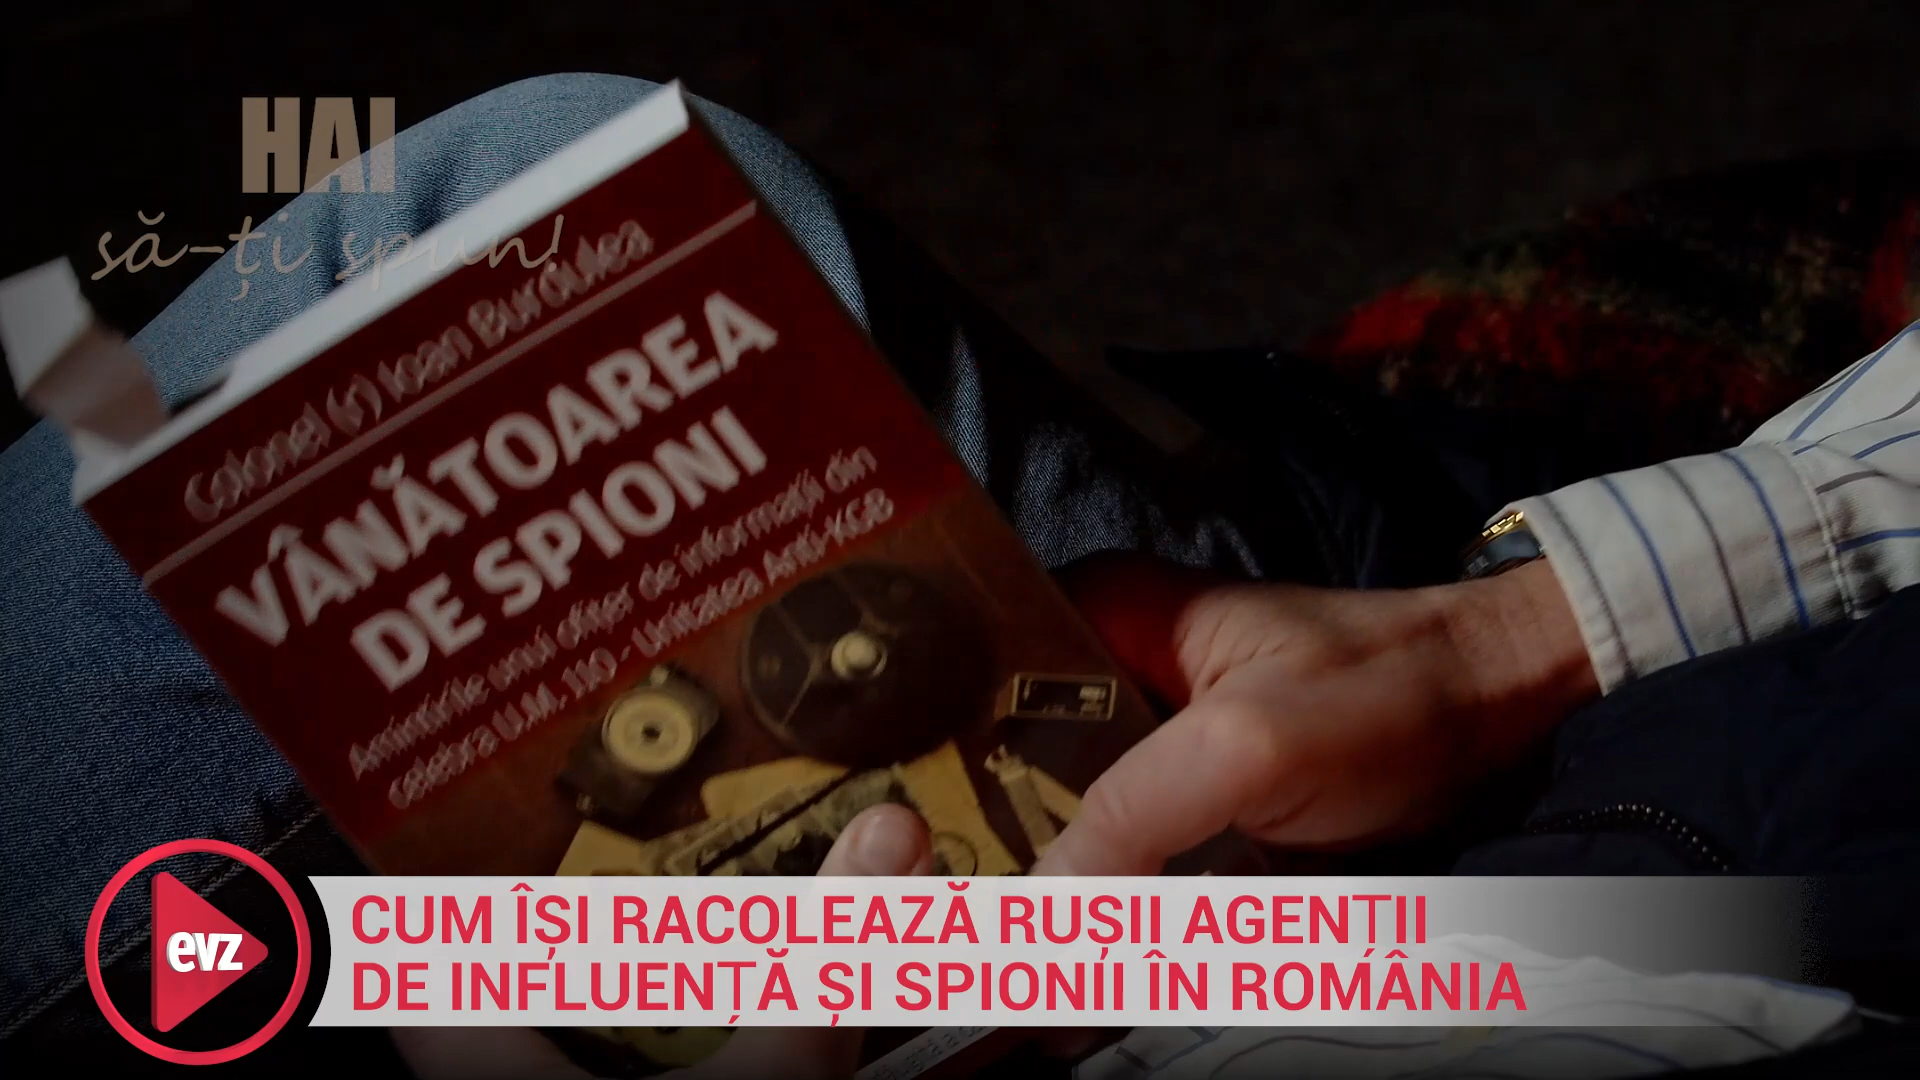 HAI
să-ți spun!
Colonel (r) Ioan Burdulea
VÂNĂTOAREA
DE SPIONI
Amintirile unui ofițer de informații din
celebra U.M. 110 - Unitatea Anti-KGB
evz
CUM ÎȘI RACOLEAZĂ RUȘII AGENȚII
DE INFLUENȚĂ ȘI SPIONII ÎN ROMÂNIA